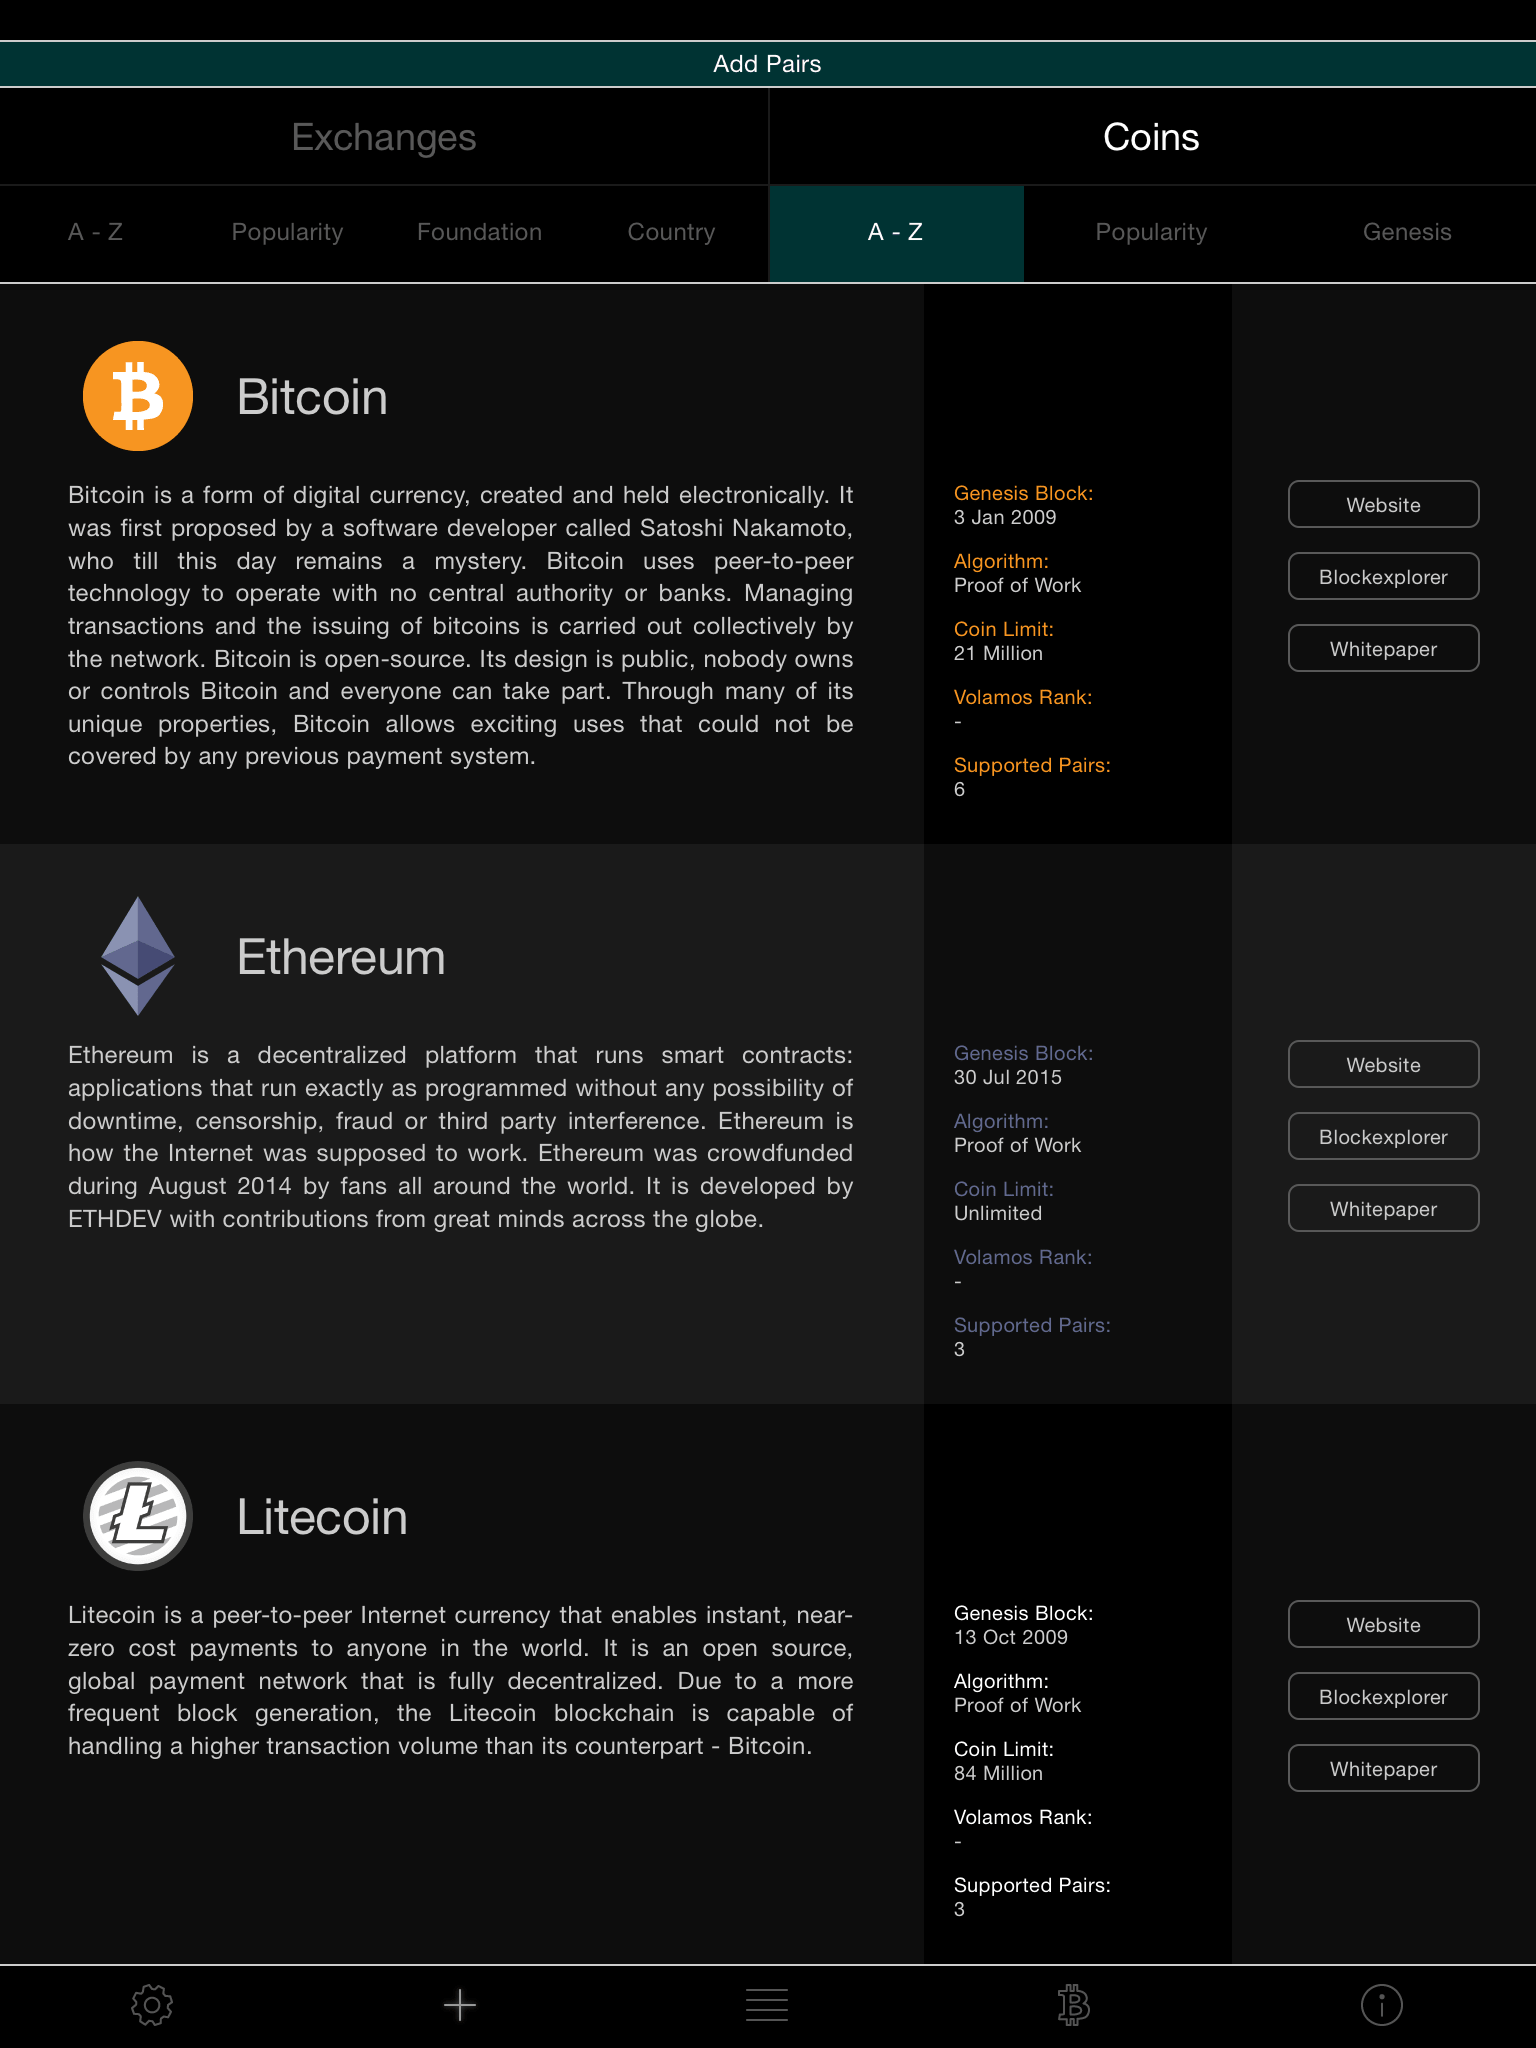 Add Pairs
Exchanges
Coins
A - Z
Popularity
Foundation
Country
A - Z
Popularity
Genesis
Bitcoin
Bitcoin is a form of digital currency, created and held electronically. It
was first proposed by a software developer called Satoshi Nakamoto,
who till this day remains a mystery. Bitcoin uses peer-to-peer
technology to operate with no central authority or banks. Managing
transactions and the issuing of bitcoins is carried out collectively by
the network. Bitcoin is open-source. Its design is public, nobody owns
or controls Bitcoin and everyone can take part. Through many of its
unique properties, Bitcoin allows exciting uses that could not be
covered by any previous payment system.
Genesis Block:
3 Jan 2009
Algorithm:
Proof of Work
Coin Limit:
21 Million
Volamos Rank:
-
Supported Pairs:
6
Website
Blockexplorer
Whitepaper
Ethereum
Ethereum is a decentralized platform that runs smart contracts:
applications that run exactly as programmed without any possibility of
downtime, censorship, fraud or third party interference. Ethereum is
how the Internet was supposed to work. Ethereum was crowdfunded
during August 2014 by fans all around the world. It is developed by
ETHDEV with contributions from great minds across the globe.
Genesis Block:
30 Jul 2015
Algorithm:
Proof of Work
Coin Limit:
Unlimited
Volamos Rank:
-
Supported Pairs:
3
Website
Blockexplorer
Whitepaper
Litecoin
Litecoin is a peer-to-peer Internet currency that enables instant, near-
zero cost payments to anyone in the world. It is an open source,
global payment network that is fully decentralized. Due to a more
frequent block generation, the Litecoin blockchain is capable of
handling a higher transaction volume than its counterpart - Bitcoin.
Genesis Block:
13 Oct 2009
Algorithm:
Proof of Work
Coin Limit:
84 Million
Volamos Rank:
-
Supported Pairs:
3
Website
Blockexplorer
Whitepaper